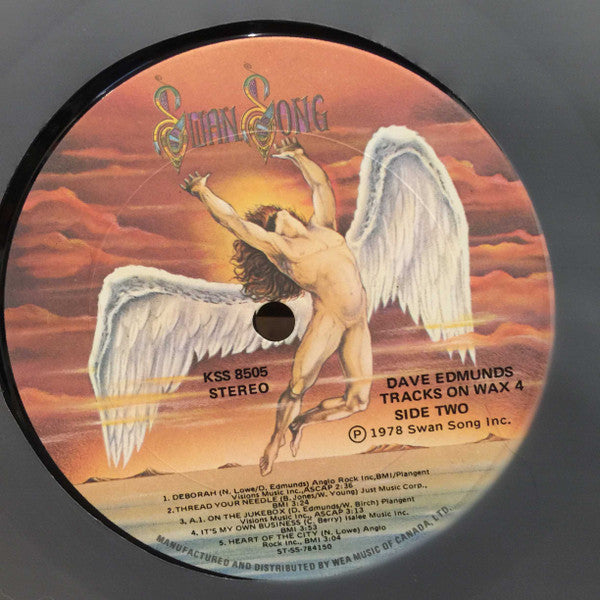 SWAN SONG
KSS 8505
STEREO
DAVE EDMUNDS
TRACKS ON WAX 4
SIDE TWO
Ⓟ 1978 Swan Song Inc.
1. DEBORAH (N. Lowe/D. Edmunds) Anglo Rock Inc,BMI/Plangent
Visions Music Inc., ASCAP 2:36
2. THREAD YOUR NEEDLE (B. Jones/W. Young) Just Music Corp.,
BMI 3:24
3. A.1. ON THE JUKEBOX (D. Edmunds/W. Birch) Plangent
Visions Music Inc., ASCAP 3:13
4. IT'S MY OWN BUSINESS (C. Berry) Isalee Music Inc.
BMI 3:53
5. HEART OF THE CITY (N. Lowe) Anglo
Rock Inc., BMI 3:04
ST-SS-784150
MANUFACTURED AND DISTRIBUTED BY WEA MUSIC OF CANADA, LTD.